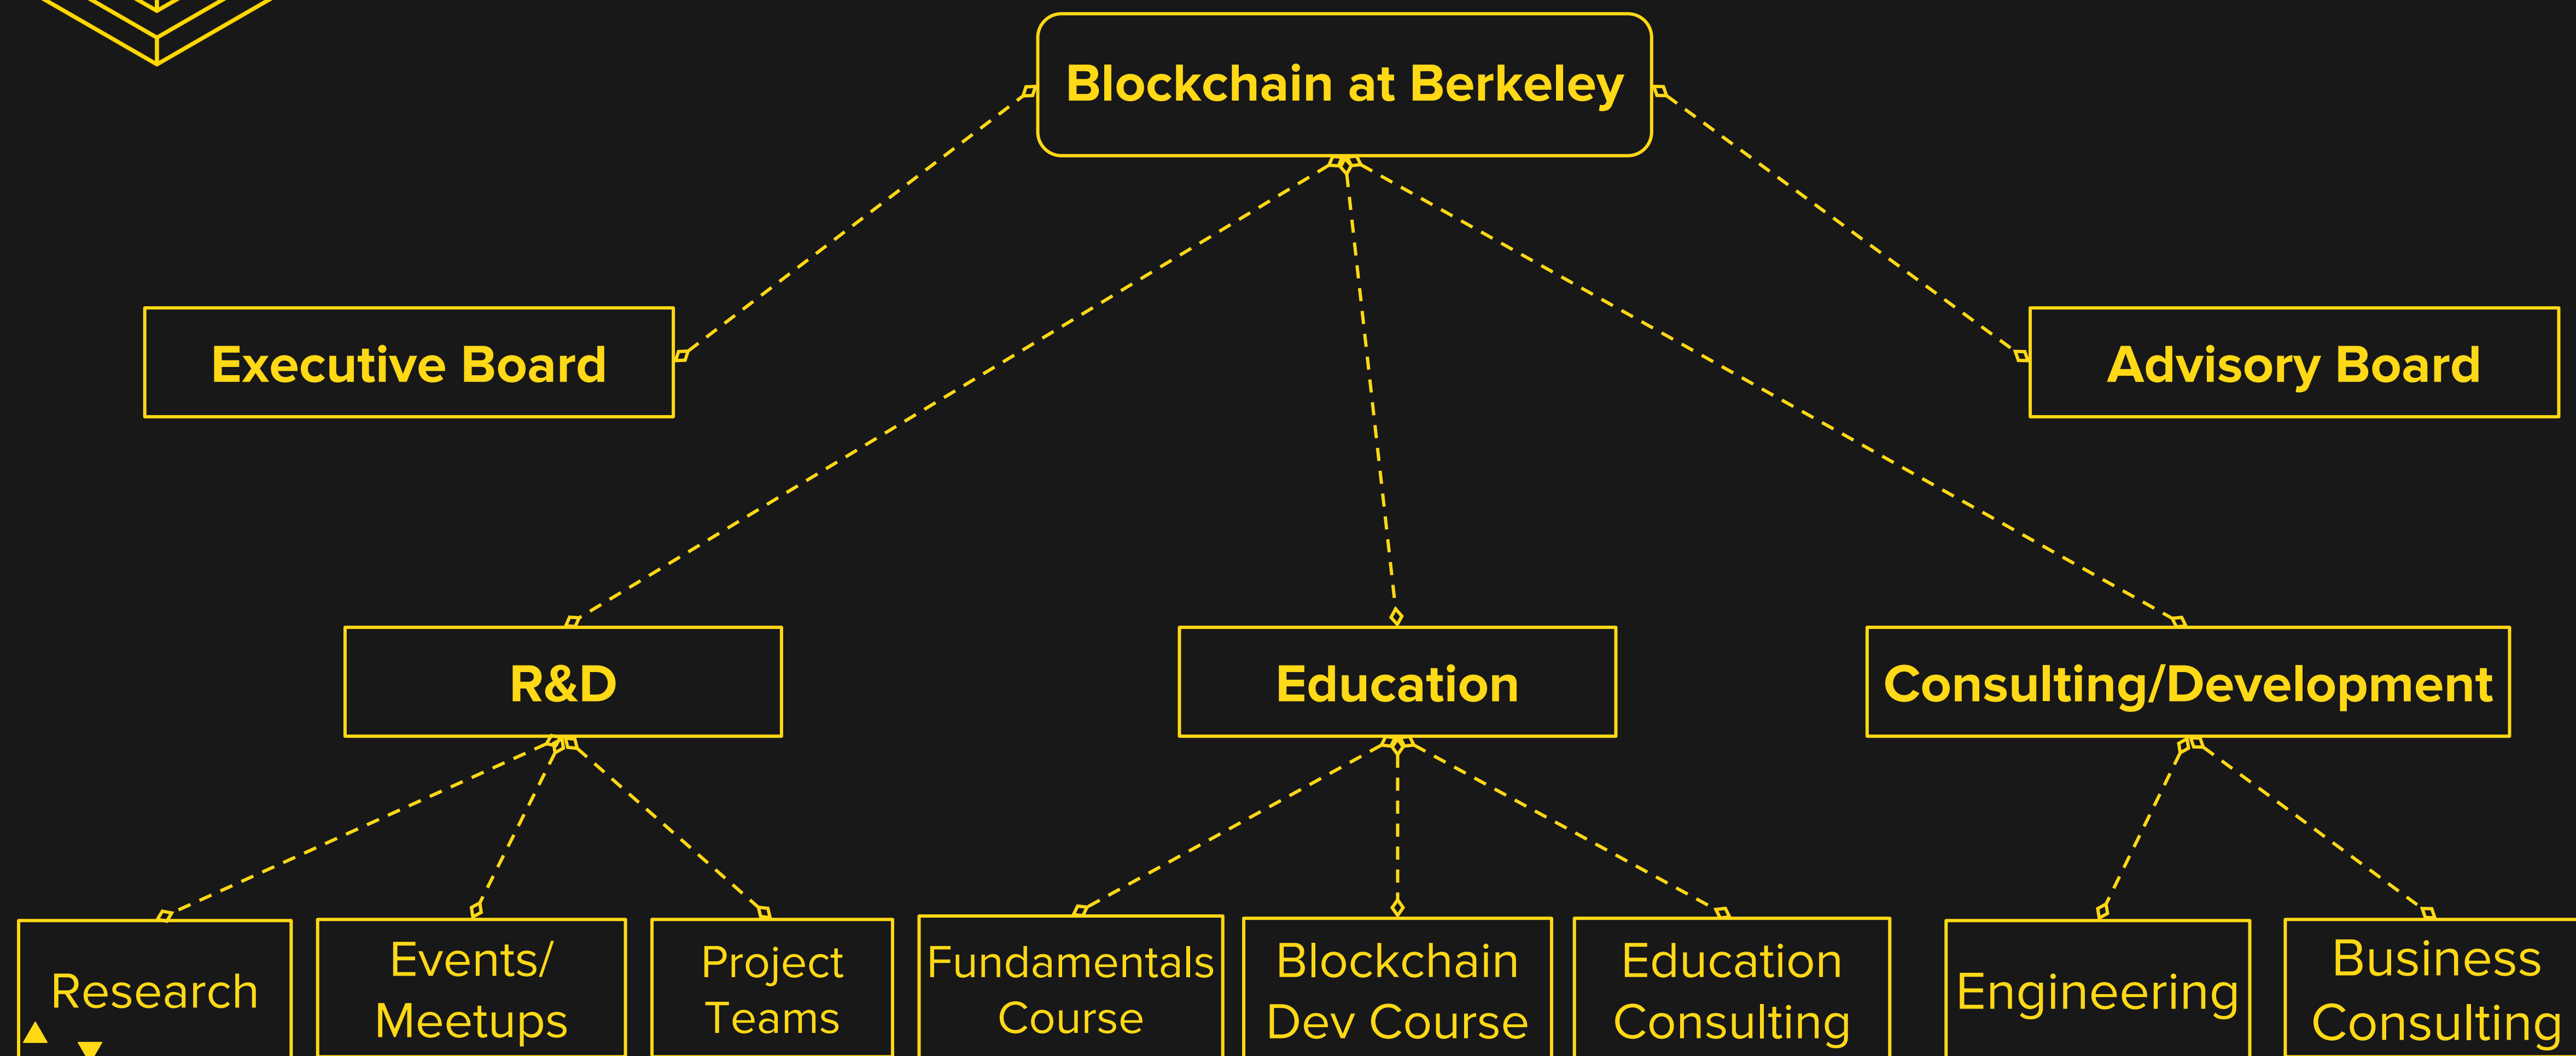 Blockchain at Berkeley
Executive Board
Advisory Board
R&D
Education
Consulting/Development
Research
Events/
Meetups
Project
Teams
Fundamentals
Course
Blockchain
Dev Course
Education
Consulting
Engineering
Business
Consulting